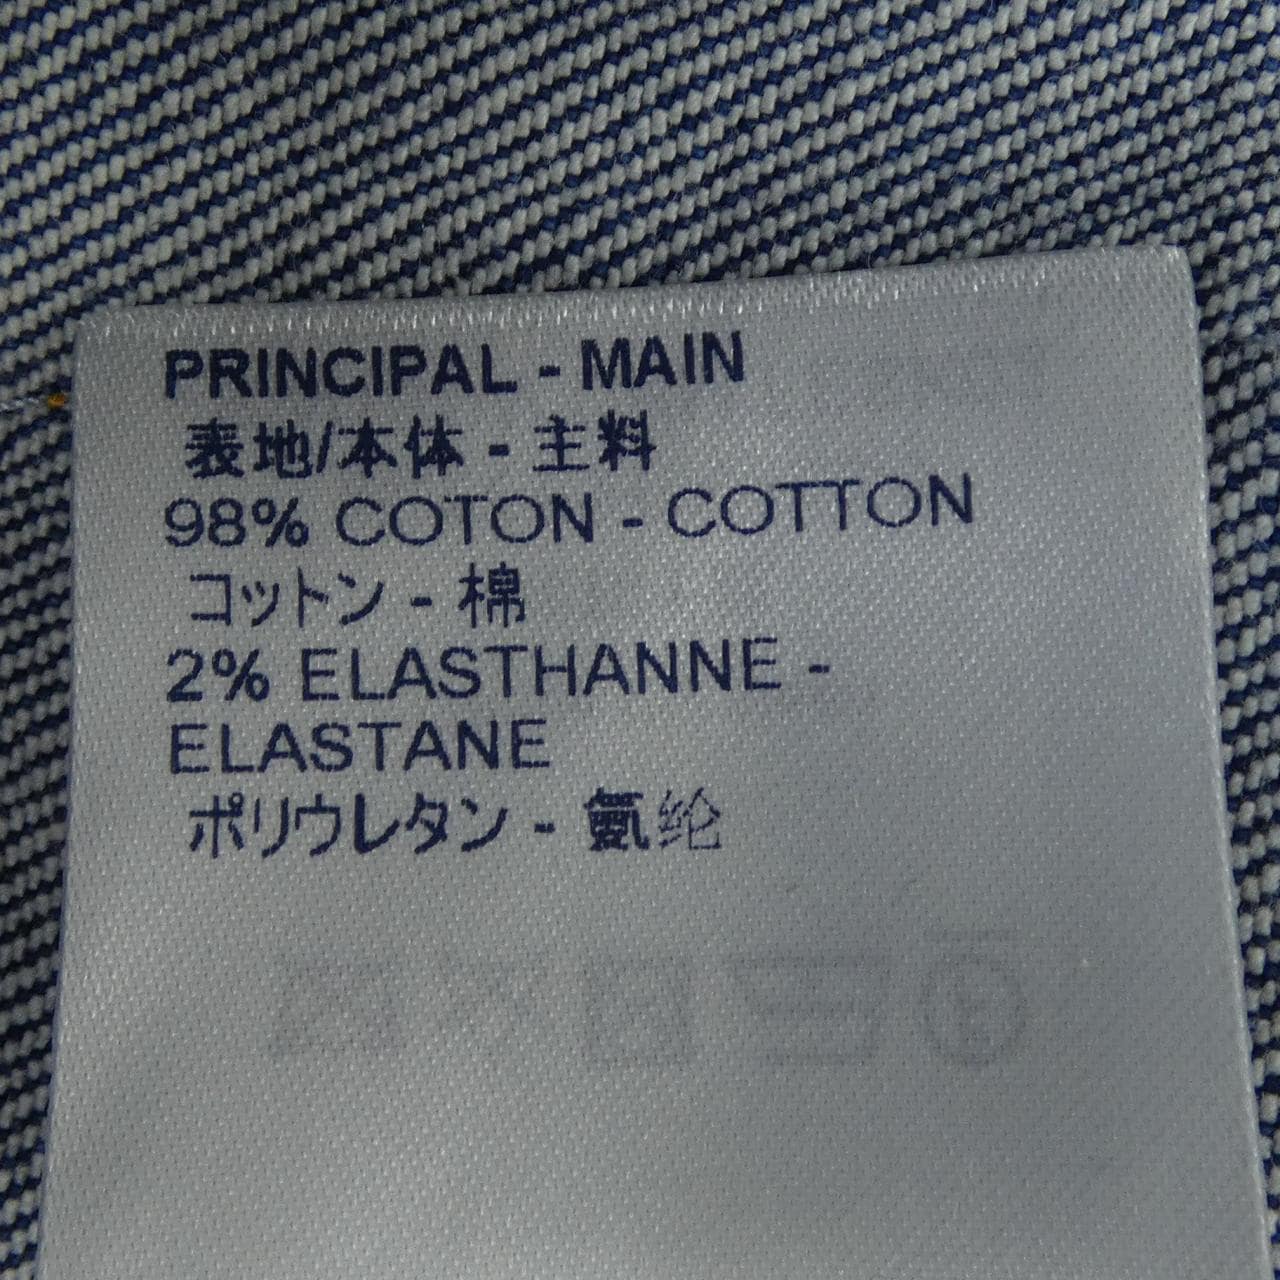 PRINCIPAL - MAIN
表地/本体 - 主料
98% COTON - COTTON
コットン - 棉
2% ELASTHANNE -
ELASTANE
ポリウレタン - 氨纶